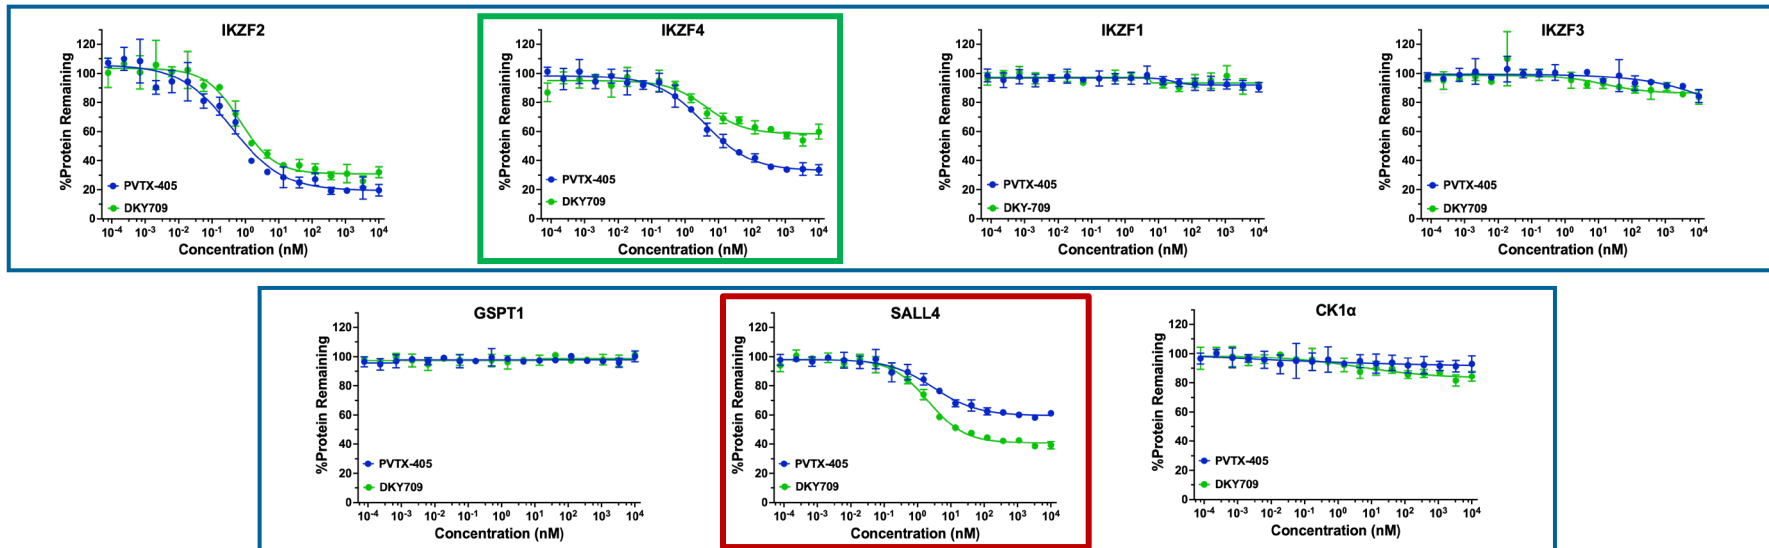 IKZF2
%Protein Remaining
120
100
80
60
40
20
0
PVTX-405
DKY709
10-4 10-3 10-2 10-1 100 101 102 103 104
Concentration (nM)
IKZF4
%Protein Remaining
120
100
80
60
40
20
0
PVTX-405
DKY709
10-4 10-3 10-2 10-1 100 101 102 103 104
Concentration (nM)
IKZF1
%Protein Remaining
120
100
80
60
40
20
0
PVTX-405
DKY-709
10-4 10-3 10-2 10-1 100 101 102 103 104
Concentration (nM)
IKZF3
%Protein Remaining
120
100
80
60
40
20
0
PVTX-405
DKY709
10-4 10-3 10-2 10-1 100 101 102 103 104
Concentration (nM)
GSPT1
%Protein Remaining
120
100
80
60
40
20
0
PVTX-405
DKY709
10-4 10-3 10-2 10-1 100 101 102 103 104
Concentration (nM)
SALL4
%Protein Remaining
120
100
80
60
40
20
0
PVTX-405
DKY709
10-4 10-3 10-2 10-1 100 101 102 103 104
Concentration (nM)
CK1α
%Protein Remaining
120
100
80
60
40
20
0
PVTX-405
DKY709
10-4 10-3 10-2 10-1 100 101 102 103 104
Concentration (nM)